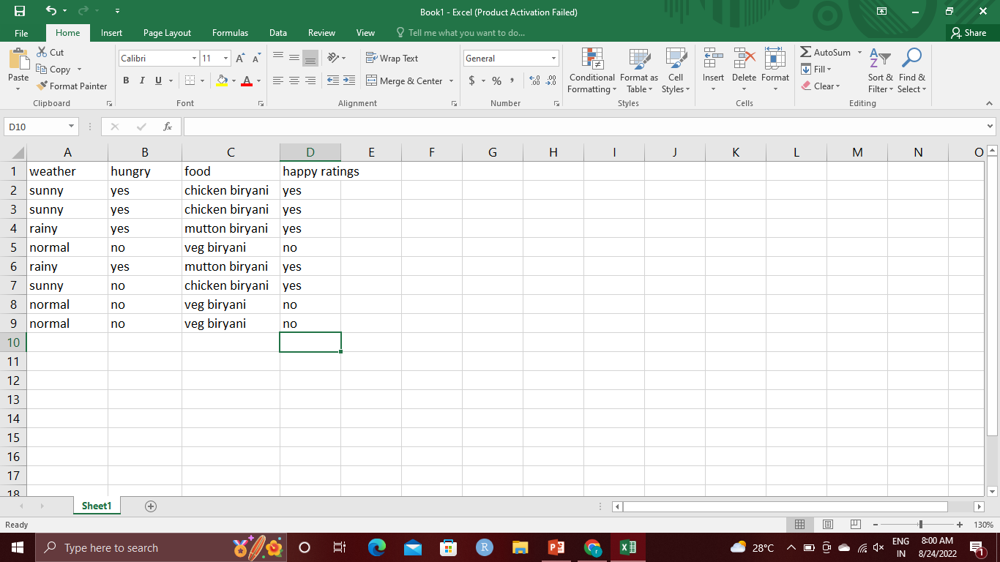 Book1 - Excel (Product Activation Failed)
File Home Insert Page Layout Formulas Data Review View Tell me what you want to do... Share
Paste
Cut
Copy
Format Painter
Clipboard
Calibri 11 A A
B I U A
Font
Wrap Text
Merge & Center
Alignment
General
$ % , .0 .00 .00 .0
Number
Conditional Formatting
Format as Table
Cell Styles
Styles
Insert Delete Format
Cells
AutoSum
Fill
Clear
Sort & Filter
Find & Select
Editing
D10 fx
A B C D E F G H I J K L M N O
1 weather hungry food happy ratings
2 sunny yes chicken biryani yes
3 sunny yes chicken biryani yes
4 rainy yes mutton biryani yes
5 normal no veg biryani no
6 rainy yes mutton biryani yes
7 sunny no chicken biryani yes
8 normal no veg biryani no
9 normal no veg biryani no
10
11
12
13
14
15
16
17
18
Sheet1
Ready 130%
Type here to search 28°C ENG 8:00 AM
IN 8/24/2022 1